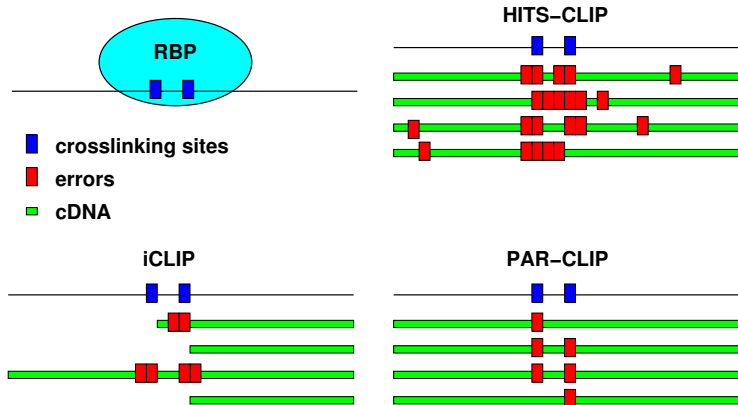 HITS−CLIP
RBP
crosslinking sites
errors
cDNA
iCLIP
PAR−CLIP